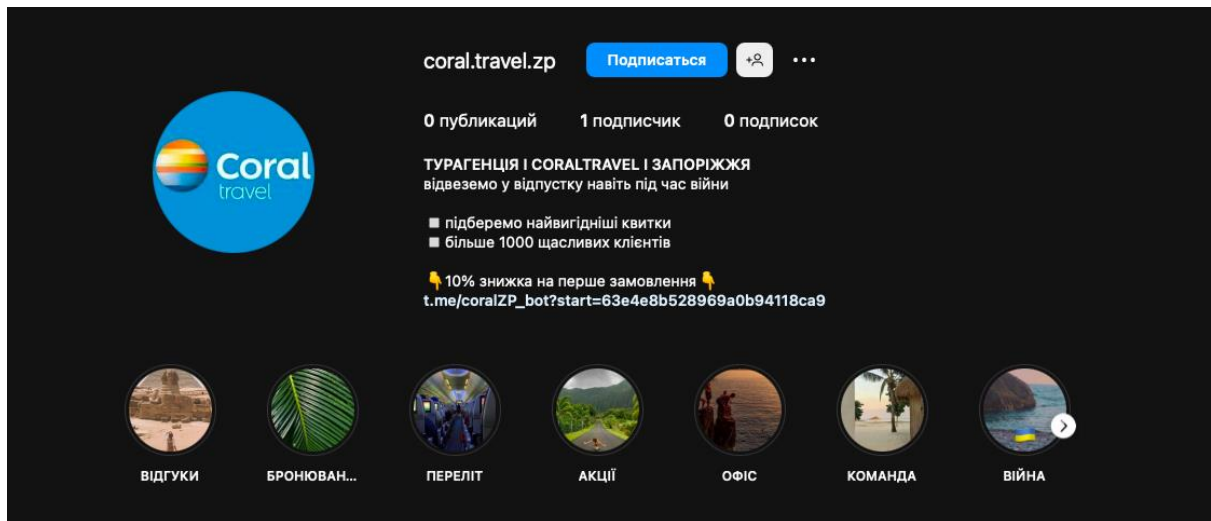 coral.travel.zp Подписаться
0 публикаций 1 подписчик 0 подписок
Coral
travel
ТУРАГЕНЦІЯ І CORALTRAVEL І ЗАПОРІЖЖЯ
відвеземо у відпустку навіть під час війни
◻️ підберемо найвигідніші квитки
◻️ більше 1000 щасливих клієнтів
👇10% знижка на перше замовлення 👇
t.me/coralZP_bot?start=63e4e8b528969a0b94118ca9
ВІДГУКИ БРОНЮВАН... ПЕРЕЛІТ АКЦІЇ ОФІС КОМАНДА ВІЙНА